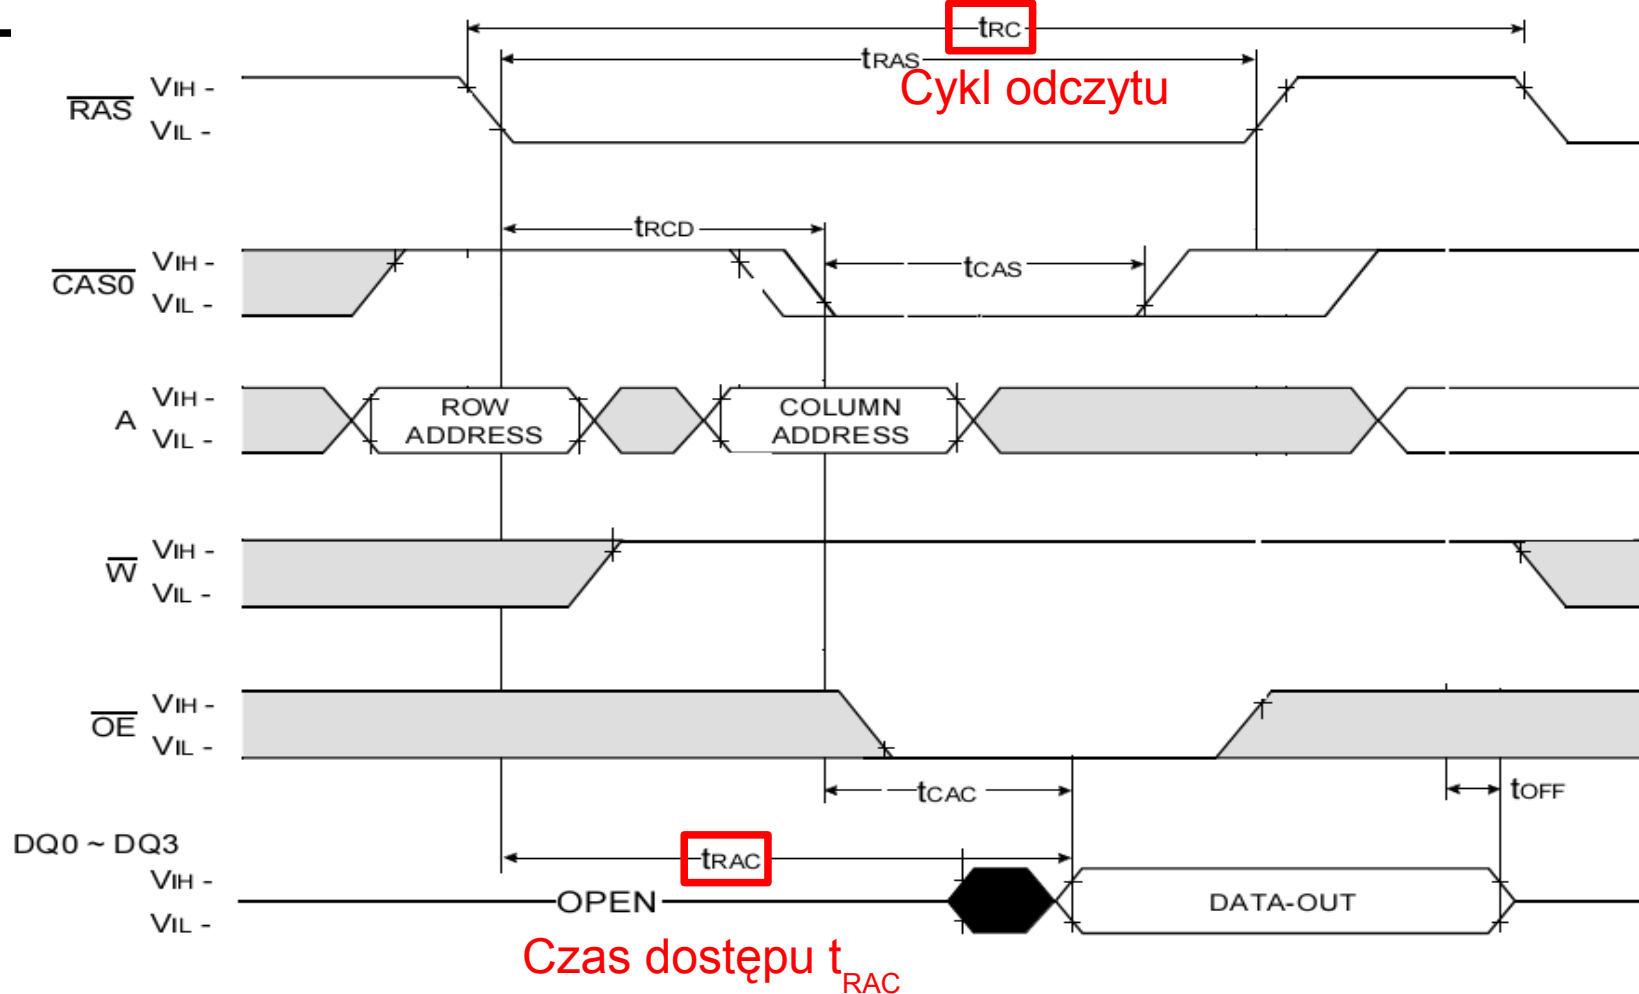 tRC
tRAS
Cykl odczytu
RAS
VIH -
VIL -
tRCD
CAS0
VIH -
VIL -
tCAS
A
VIH -
VIL -
ROW
ADDRESS
COLUMN
ADDRESS
W
VIH -
VIL -
OE
VIH -
VIL -
tCAC
tOFF
DQ0 ~ DQ3
VIH -
VIL -
tRAC
OPEN
DATA-OUT
Czas dostępu tRAC